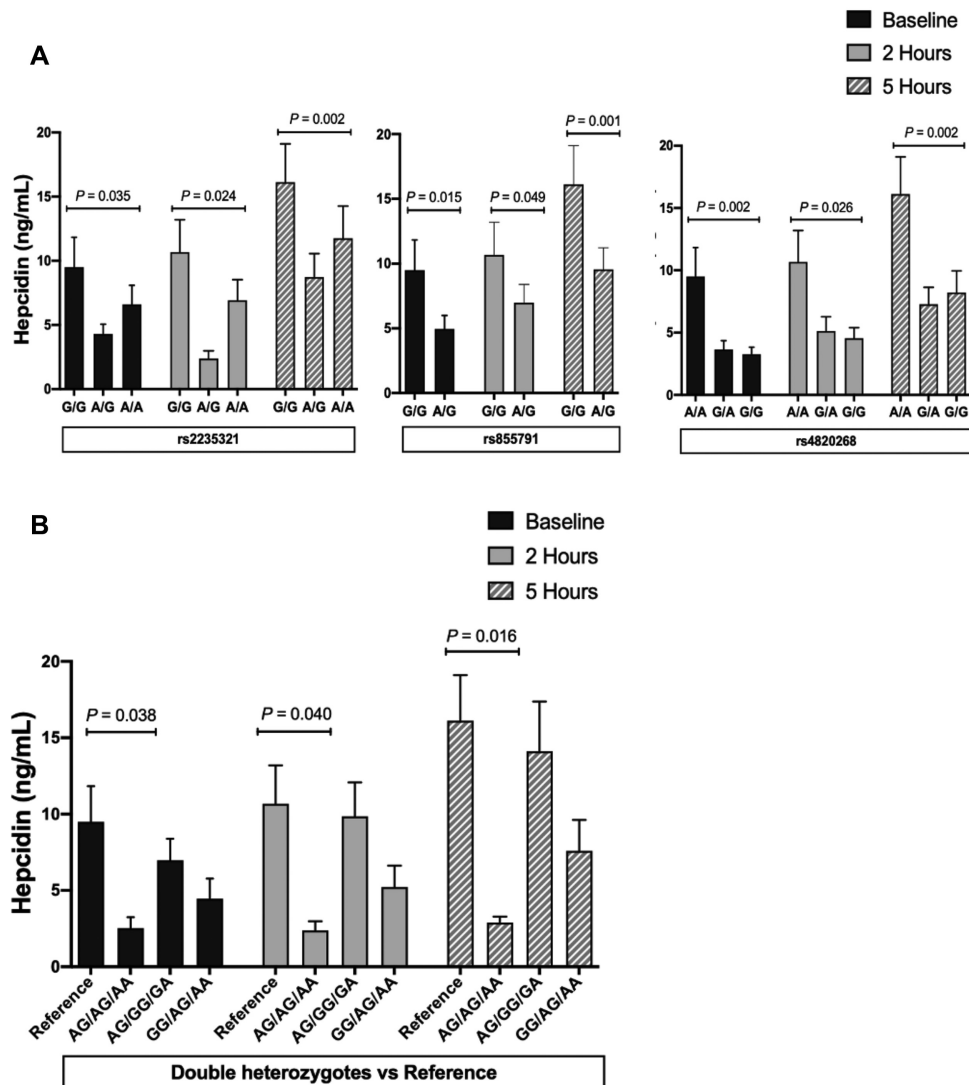 Baseline
2 Hours
5 Hours
A
P = 0.002
P = 0.035
P = 0.024
Hepcidin (ng/mL)
20
15
10
5
0
G/G A/G A/A G/G A/G A/A G/G A/G A/A
rs2235321
P = 0.001
P = 0.015
P = 0.049
20
15
10
5
0
G/G A/G G/G A/G G/G A/G
rs855791
P = 0.002
P = 0.002
P = 0.026
20
15
10
5
0
A/A G/A G/G A/A G/A G/G A/A G/A G/G
rs4820268
B
Baseline
2 Hours
5 Hours
P = 0.016
P = 0.038
P = 0.040
Hepcidin (ng/mL)
20
15
10
5
0
Reference AG/AG/AA AG/GG/GA GG/AG/AA Reference AG/AG/AA AG/GG/GA GG/AG/AA Reference AG/AG/AA AG/GG/GA GG/AG/AA
Double heterozygotes vs Reference